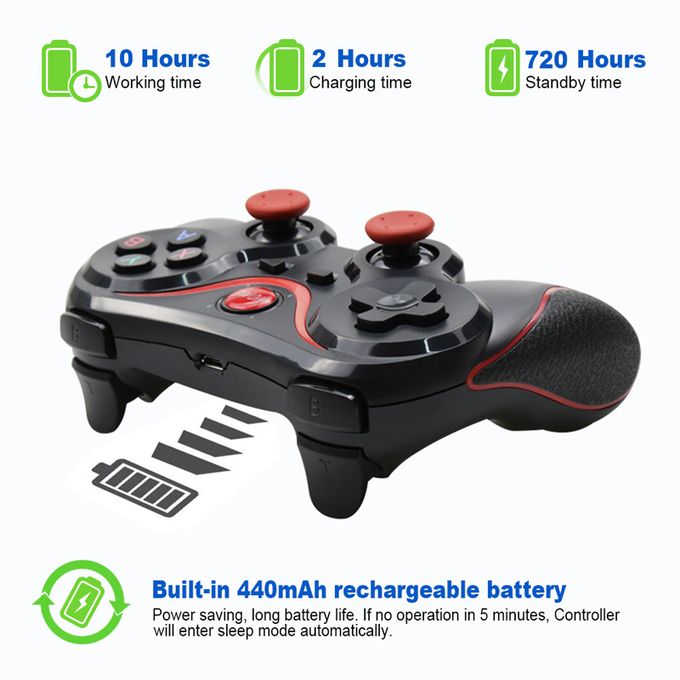 10 Hours
Working time
2 Hours
Charging time
720 Hours
Standby time
B
A
X
B
T
B
T
Built-in 440mAh rechargeable battery
Power saving, long battery life. If no operation in 5 minutes, Controller
will enter sleep mode automatically.